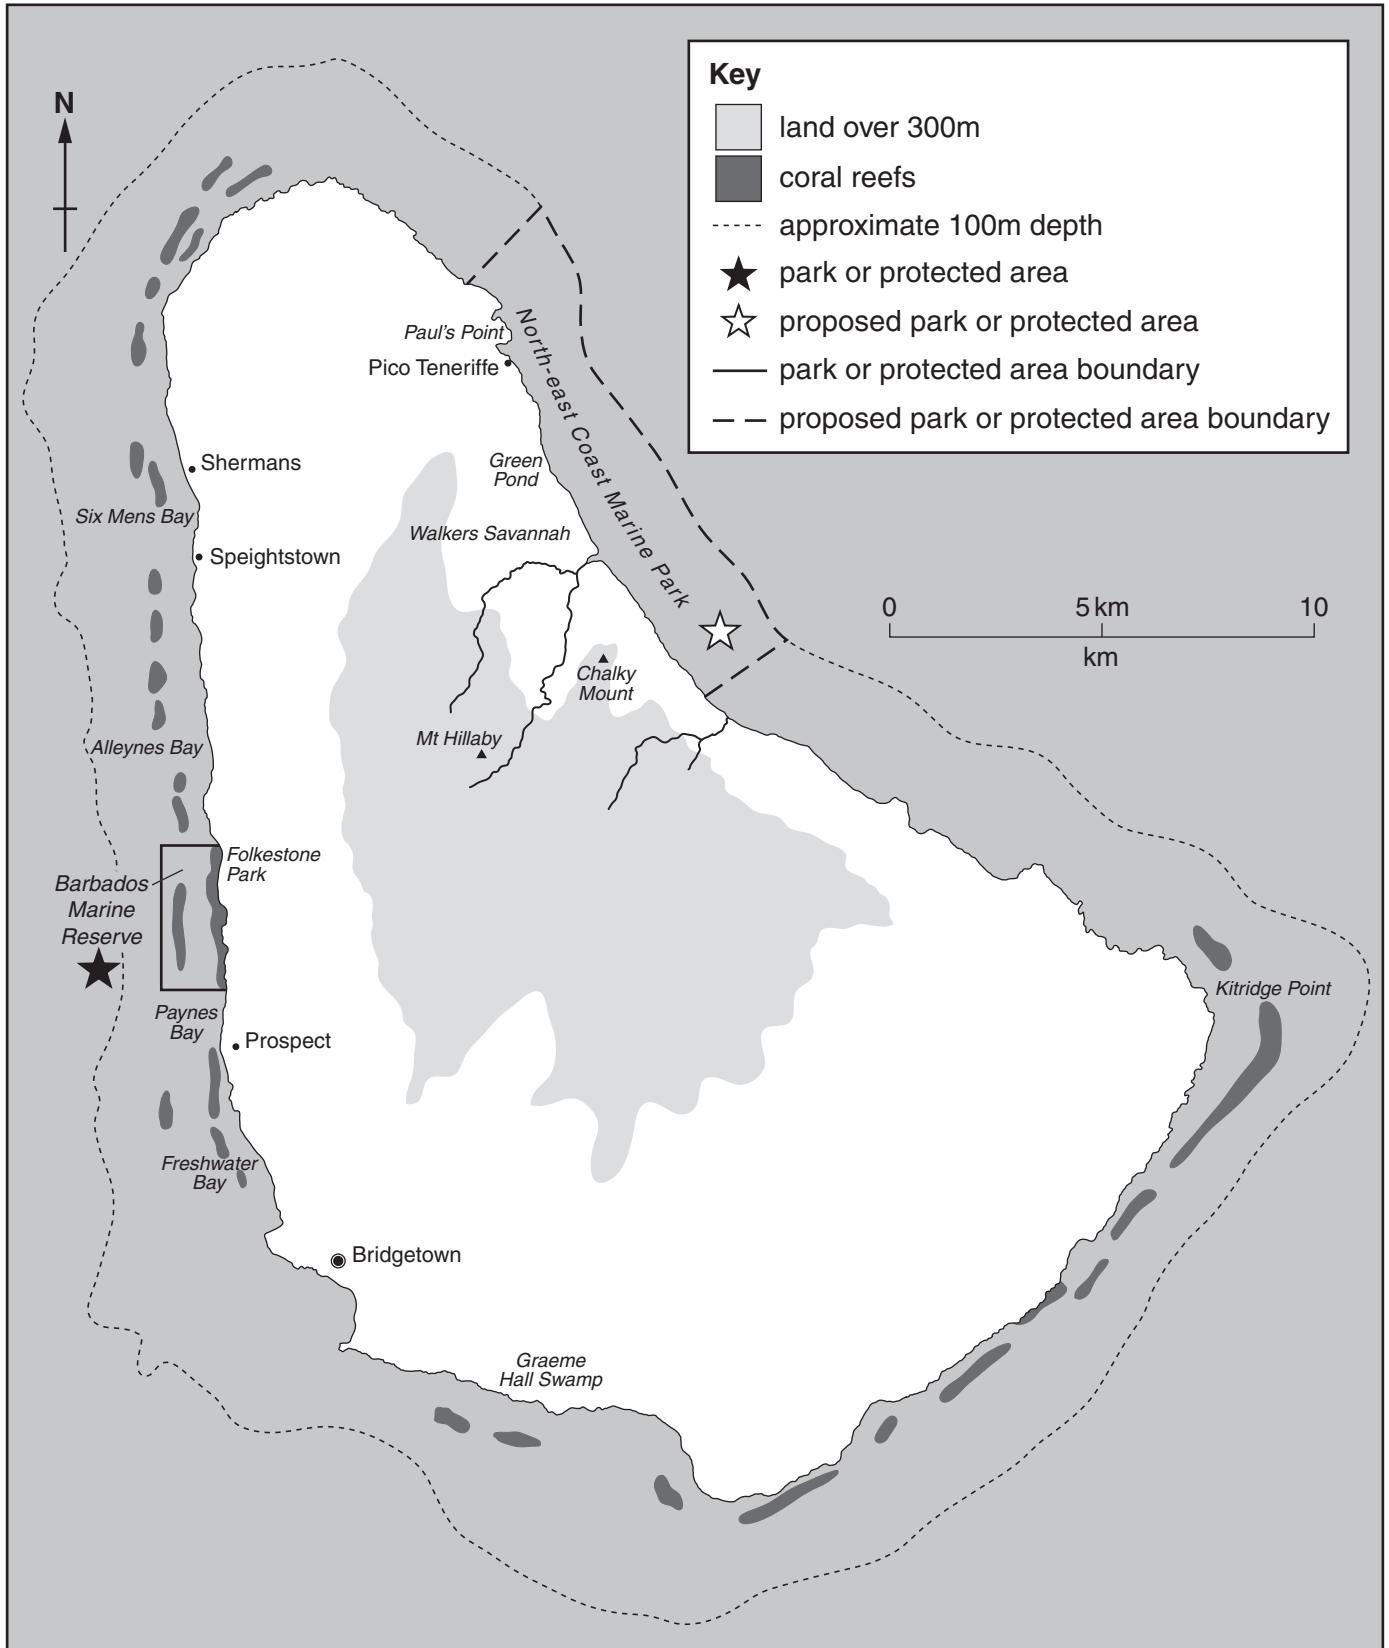 N
Key
land over 300m
coral reefs
approximate 100m depth
park or protected area
proposed park or protected area
park or protected area boundary
proposed park or protected area boundary
Paul's Point
Pico Teneriffe
North-east Coast Marine Park
Green
Pond
Shermans
Six Mens Bay
Walkers Savannah
Speightstown
0 5 km 10
km
Chalky
Mount
Mt Hillaby
Alleynes Bay
Folkestone
Park
Barbados
Marine
Reserve
Kitridge Point
Paynes
Bay
Prospect
Freshwater
Bay
Bridgetown
Graeme
Hall Swamp